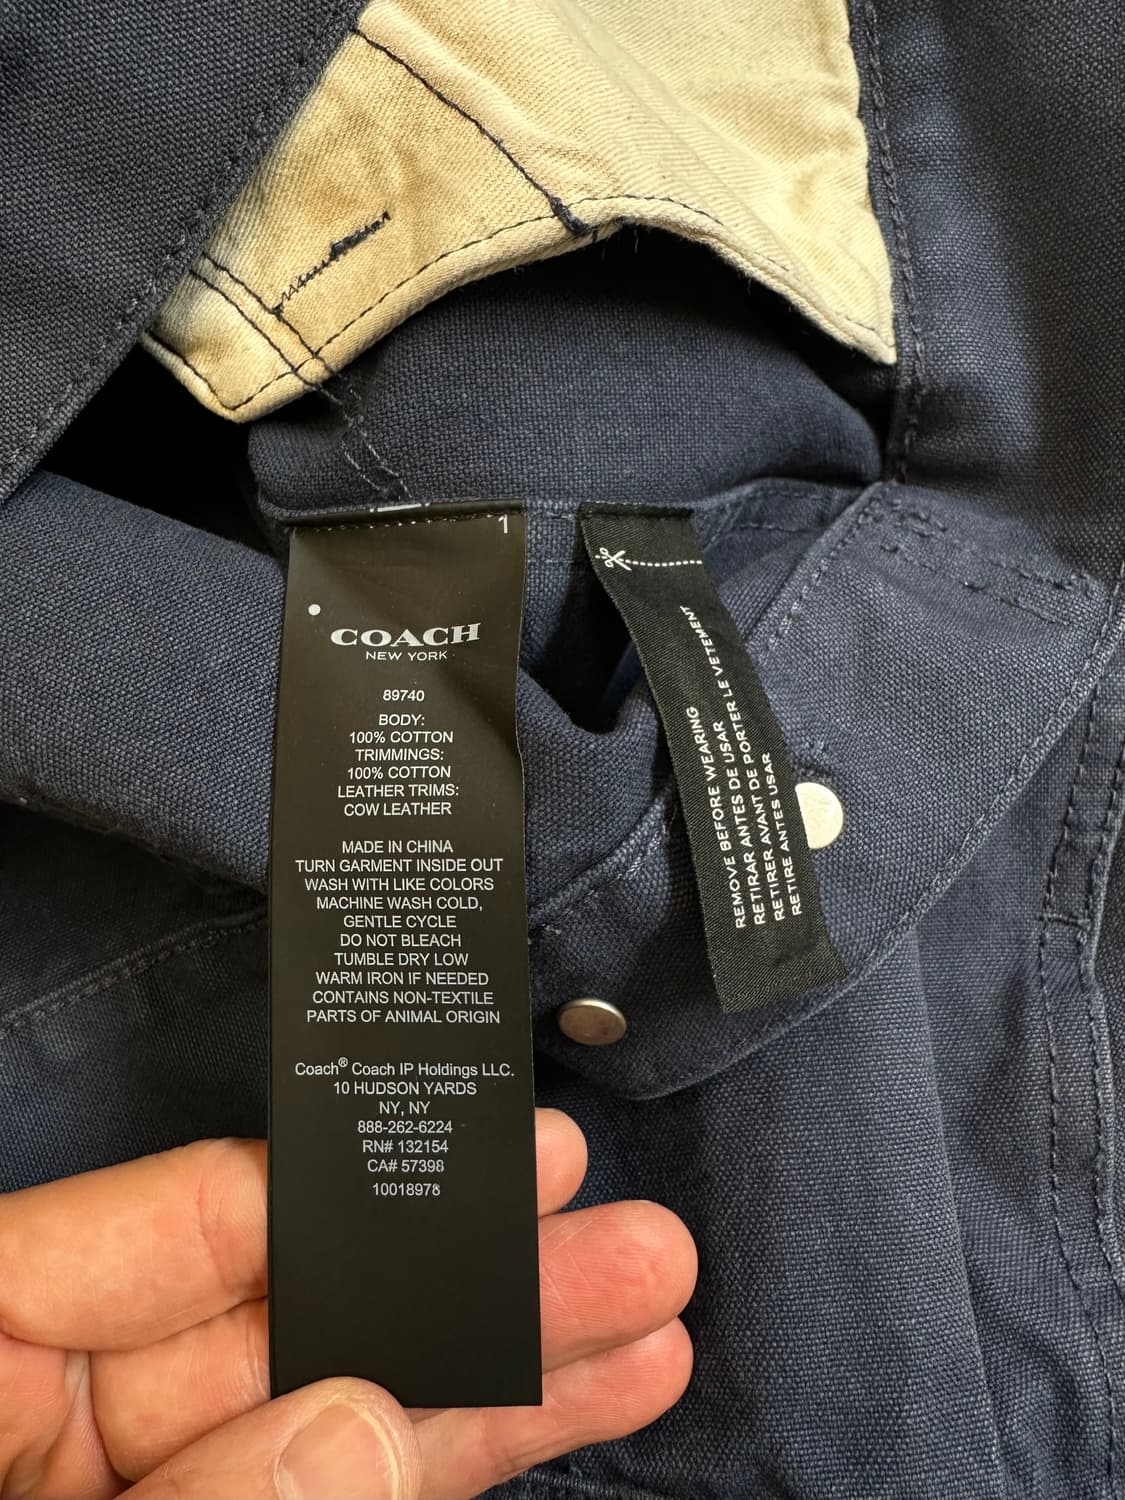 1
COACH
NEW YORK
89740
BODY:
100% COTTON
TRIMMINGS:
100% COTTON
LEATHER TRIMS:
COW LEATHER
MADE IN CHINA
TURN GARMENT INSIDE OUT
WASH WITH LIKE COLORS
MACHINE WASH COLD,
GENTLE CYCLE
DO NOT BLEACH
TUMBLE DRY LOW
WARM IRON IF NEEDED
CONTAINS NON-TEXTILE
PARTS OF ANIMAL ORIGIN
Coach® Coach IP Holdings LLC.
10 HUDSON YARDS
NY, NY
888-262-6224
RN# 132154
CA# 57398
10018978
REMOVE BEFORE WEARING
RETIRAR ANTES DE USAR
RETIRER AVANT DE PORTER LE VETEMENT
RETIRE ANTES USAR